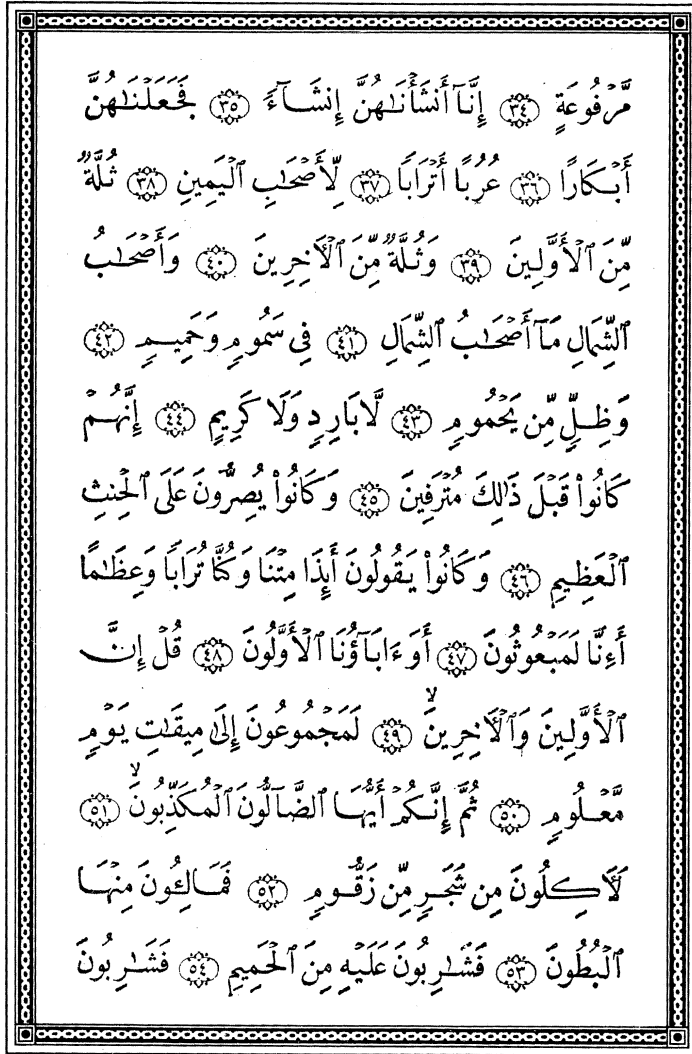 مَّرْفُوعَةٍ ﴿٣٤﴾ إِنَّآ أَنشَأْنَٰهُنَّ إِنشَآءً ﴿٣٥﴾ فَجَعَلْنَٰهُنَّ
أَبْكَارًا ﴿٣٦﴾ عُرُبًا أَتْرَابًا ﴿٣٧﴾ لِّأَصْحَٰبِ ٱلْيَمِينِ ﴿٣٨﴾ ثُلَّةٌ
مِّنَ ٱلْأَوَّلِينَ ﴿٣٩﴾ وَثُلَّةٌ مِّنَ ٱلْءَاخِرِينَ ﴿٤٠﴾ وَأَصْحَٰبُ
ٱلشِّمَالِ مَآ أَصْحَٰبُ ٱلشِّمَالِ ﴿٤١﴾ فِى سَمُومٍ وَحَمِيمٍ ﴿٤٢﴾
وَظِلٍّ مِّن يَحْمُومٍ ﴿٤٣﴾ لَّا بَارِدٍ وَلَا كَرِيمٍ ﴿٤٤﴾ إِنَّهُمْ
كَانُوا۟ قَبْلَ ذَٰلِكَ مُتْرَفِينَ ﴿٤٥﴾ وَكَانُوا۟ يُصِرُّونَ عَلَى ٱلْحِنثِ
ٱلْعَظِيمِ ﴿٤٦﴾ وَكَانُوا۟ يَقُولُونَ أَئِذَا مِتْنَا وَكُنَّا تُرَابًا وَعِظَٰمًا
أَءِنَّا لَمَبْعُوثُونَ ﴿٤٧﴾ أَوَءَابَآؤُنَا ٱلْأَوَّلُونَ ﴿٤٨﴾ قُلْ إِنَّ
ٱلْأَوَّلِينَ وَٱلْءَاخِرِينَ ۙ ﴿٤٩﴾ لَمَجْمُوعُونَ إِلَىٰ مِيقَٰتِ يَوْمٍ
مَّعْلُومٍ ﴿٥٠﴾ ثُمَّ إِنَّكُمْ أَيُّهَا ٱلضَّآلُّونَ ٱلْمُكَذِّبُونَ ۙ ﴿٥١﴾
لَءَاكِلُونَ مِن شَجَرٍ مِّن زَقُّومٍ ﴿٥٢﴾ فَمَالِـُٔونَ مِنْهَا
ٱلْبُطُونَ ﴿٥٣﴾ فَشَٰرِبُونَ عَلَيْهِ مِنَ ٱلْحَمِيمِ ﴿٥٤﴾ فَشَٰرِبُونَ